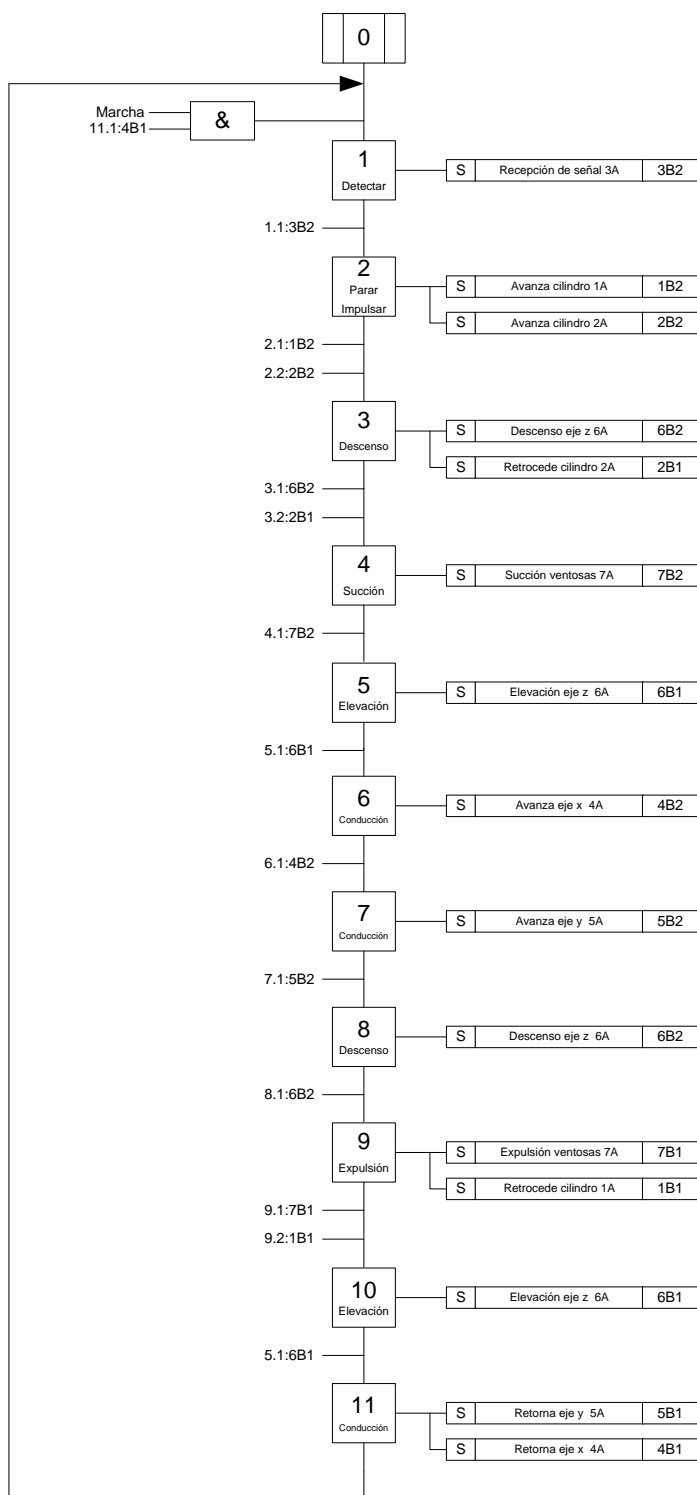 0
Marcha
11.1:4B1
&
1
Detectar
S Recepción de señal 3A 3B2
1.1:3B2
2
Parar
Impulsar
S Avanza cilindro 1A 1B2
S Avanza cilindro 2A 2B2
2.1:1B2
2.2:2B2
3
Descenso
S Descenso eje z 6A 6B2
S Retrocede cilindro 2A 2B1
3.1:6B2
3.2:2B1
4
Succión
S Succión ventosas 7A 7B2
4.1:7B2
5
Elevación
S Elevación eje z 6A 6B1
5.1:6B1
6
Conducción
S Avanza eje x 4A 4B2
6.1:4B2
7
Conducción
S Avanza eje y 5A 5B2
7.1:5B2
8
Descenso
S Descenso eje z 6A 6B2
8.1:6B2
9
Expulsión
S Expulsión ventosas 7A 7B1
S Retrocede cilindro 1A 1B1
9.1:7B1
9.2:1B1
10
Elevación
S Elevación eje z 6A 6B1
5.1:6B1
11
Conducción
S Retorna eje y 5A 5B1
S Retorna eje x 4A 4B1